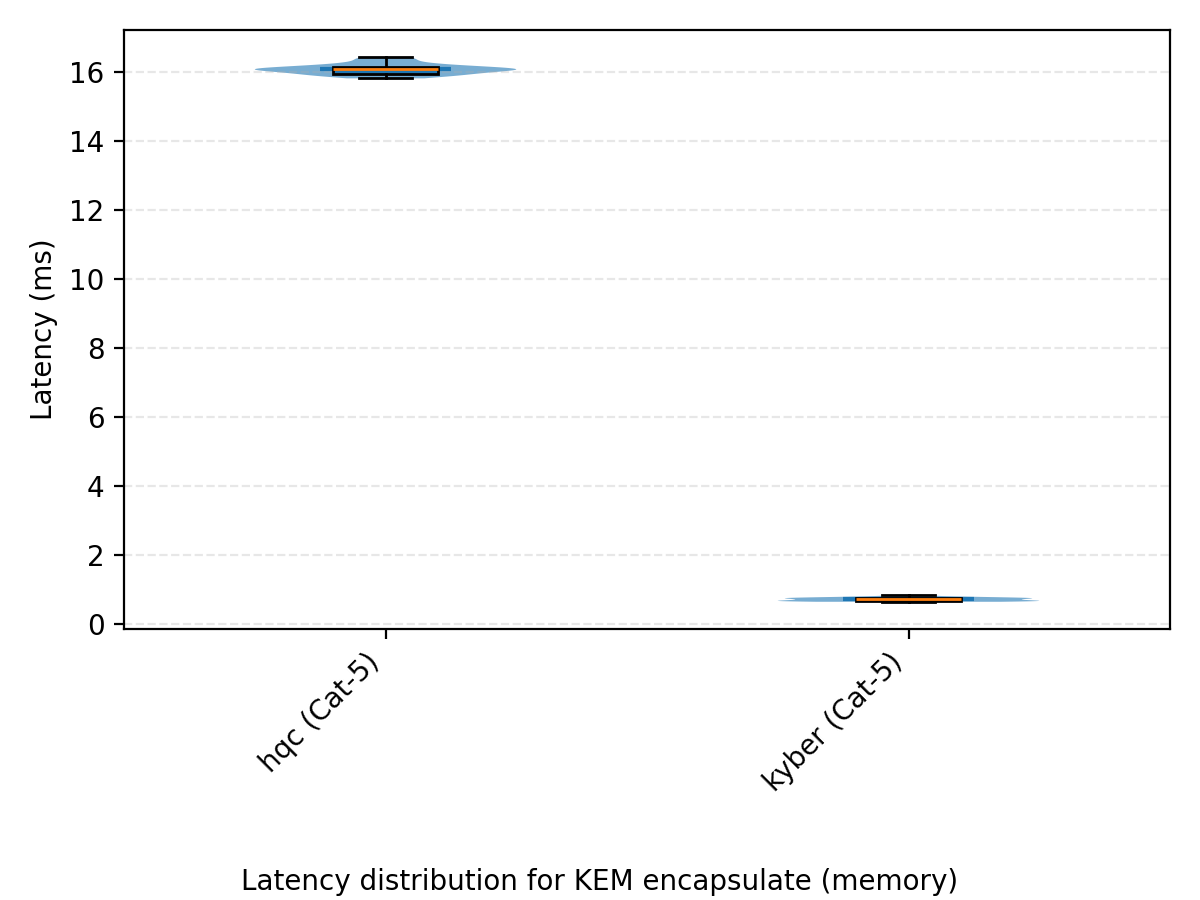 Latency (ms)
16
14
12
10
8
6
4
2
0
hqc (Cat-5)
kyber (Cat-5)
Latency distribution for KEM encapsulate (memory)